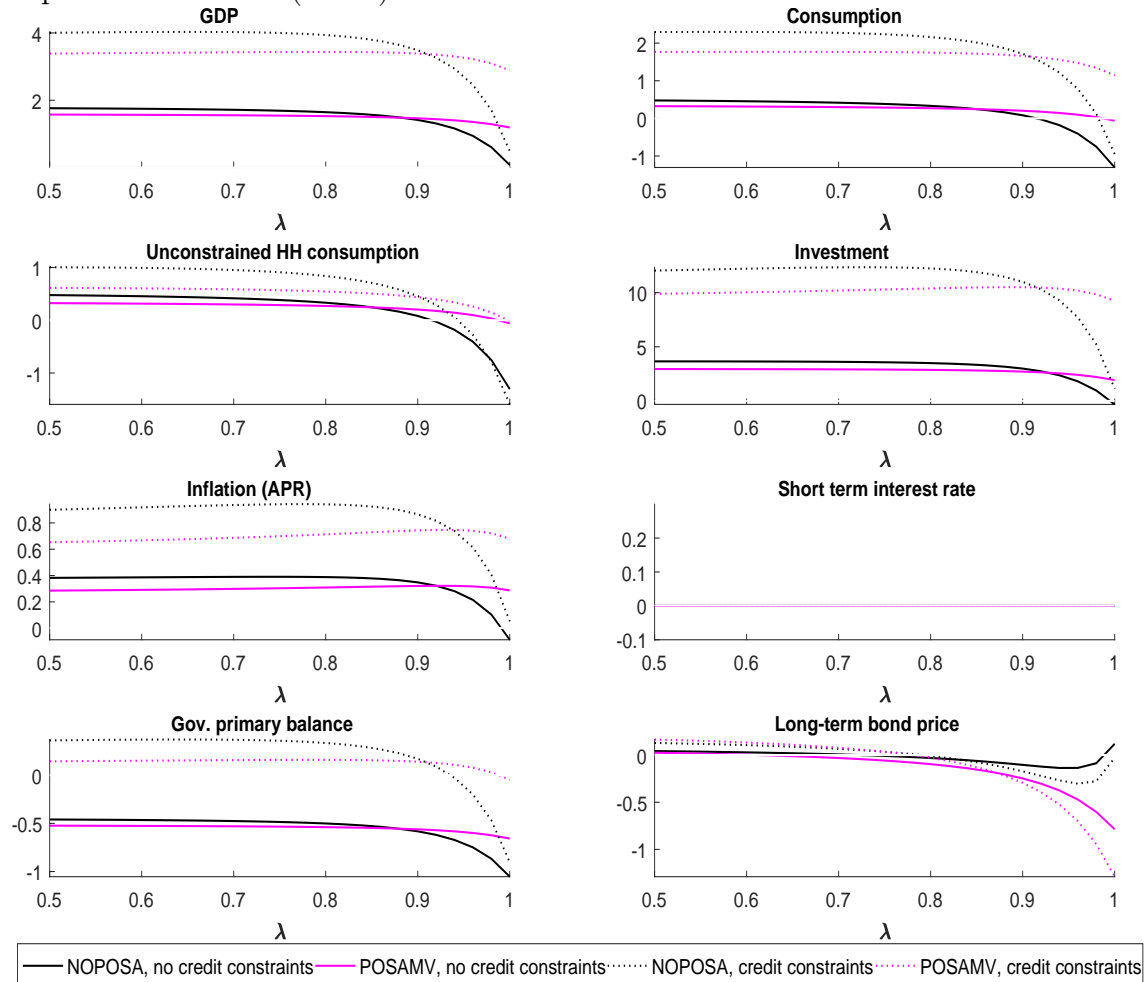 GDP
4
2
0.5 0.6 0.7 0.8 0.9 1
λ
Consumption
2
1
0
-1
0.5 0.6 0.7 0.8 0.9 1
λ
Unconstrained HH consumption
1
0
-1
0.5 0.6 0.7 0.8 0.9 1
λ
Investment
10
5
0
0.5 0.6 0.7 0.8 0.9 1
λ
Inflation (APR)
0.8
0.6
0.4
0.2
0
0.5 0.6 0.7 0.8 0.9 1
λ
Short term interest rate
0.2
0.1
0
-0.1
0.5 0.6 0.7 0.8 0.9 1
λ
Gov. primary balance
0
-0.5
-1
0.5 0.6 0.7 0.8 0.9 1
λ
Long-term bond price
0
-0.5
-1
0.5 0.6 0.7 0.8 0.9 1
λ
NOPOSA, no credit constraints POSAMV, no credit constraints NOPOSA, credit constraints POSAMV, credit constraints